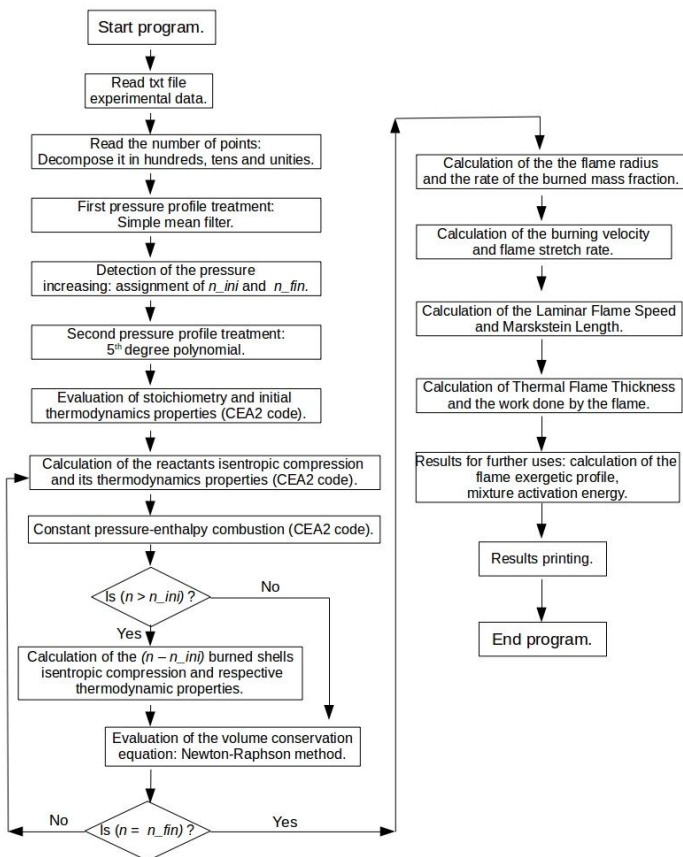 Start program.
Read txt file
experimental data.
Read the number of points:
Decompose it in hundreds, tens and unities.
First pressure profile treatment:
Simple mean filter.
Detection of the pressure
increasing: assignment of n_ini and n_fin.
Second pressure profile treatment:
5th degree polynomial.
Evaluation of stoichiometry and initial
thermodynamics properties (CEA2 code).
Calculation of the reactants isentropic compression
and its thermodynamics properties (CEA2 code).
Constant pressure-enthalpy combustion (CEA2 code).
Is (n > n_ini) ?
No
Yes
Calculation of the (n – n_ini) burned shells
isentropic compression and respective
thermodynamic properties.
Evaluation of the volume conservation
equation: Newton-Raphson method.
No
Is (n = n_fin) ?
Yes
Calculation of the the flame radius
and the rate of the burned mass fraction.
Calculation of the burning velocity
and flame stretch rate.
Calculation of the Laminar Flame Speed
and Markstein Length.
Calculation of Thermal Flame Thickness
and the work done by the flame.
Results for further uses: calculation of the
flame exergetic profile,
mixture activation energy.
Results printing.
End program.